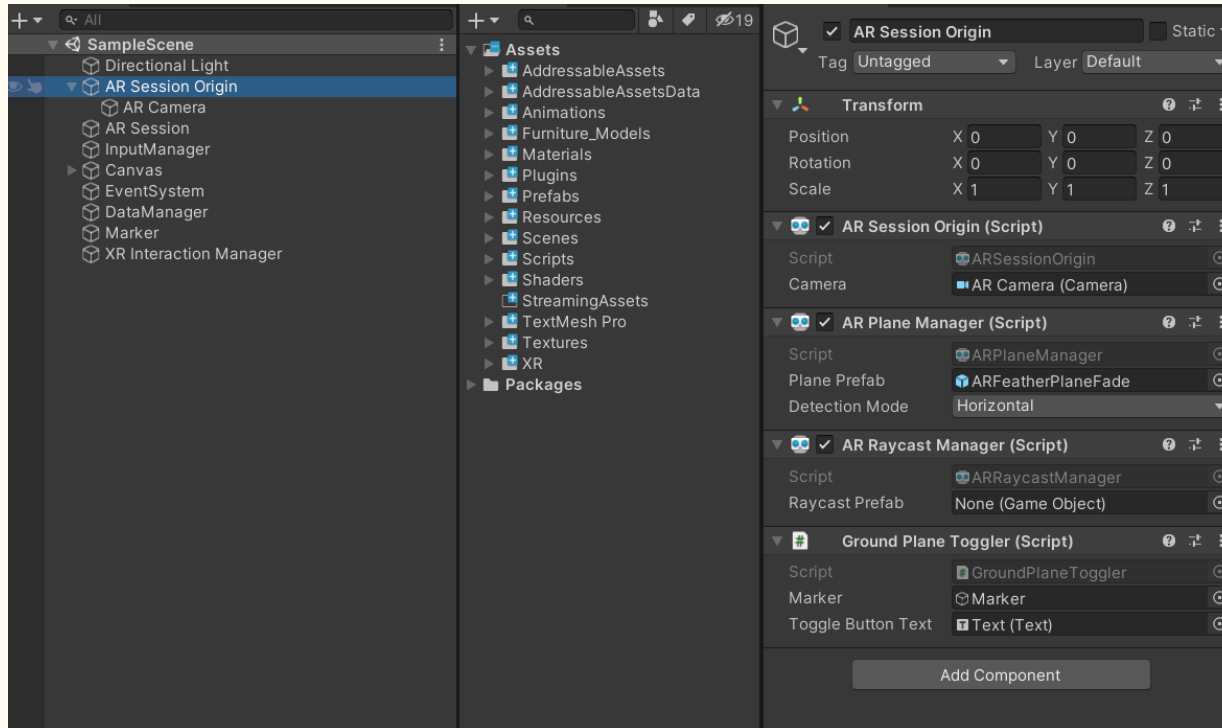 All
SampleScene
Directional Light
AR Session Origin
AR Camera
AR Session
InputManager
Canvas
EventSystem
DataManager
Marker
XR Interaction Manager
19
Assets
AddressableAssets
AddressableAssetsData
Animations
Furniture_Models
Materials
Plugins
Prefabs
Resources
Scenes
Scripts
Shaders
StreamingAssets
TextMesh Pro
Textures
XR
Packages
AR Session Origin Static
Tag Untagged Layer Default
Transform
Position X 0 Y 0 Z 0
Rotation X 0 Y 0 Z 0
Scale X 1 Y 1 Z 1
AR Session Origin (Script)
Script ARSessionOrigin
Camera AR Camera (Camera)
AR Plane Manager (Script)
Script ARPlaneManager
Plane Prefab ARFeatherPlaneFade
Detection Mode Horizontal
AR Raycast Manager (Script)
Script ARRaycastManager
Raycast Prefab None (Game Object)
# Ground Plane Toggler (Script)
Script GroundPlaneToggler
Marker Marker
Toggle Button Text Text (Text)
Add Component